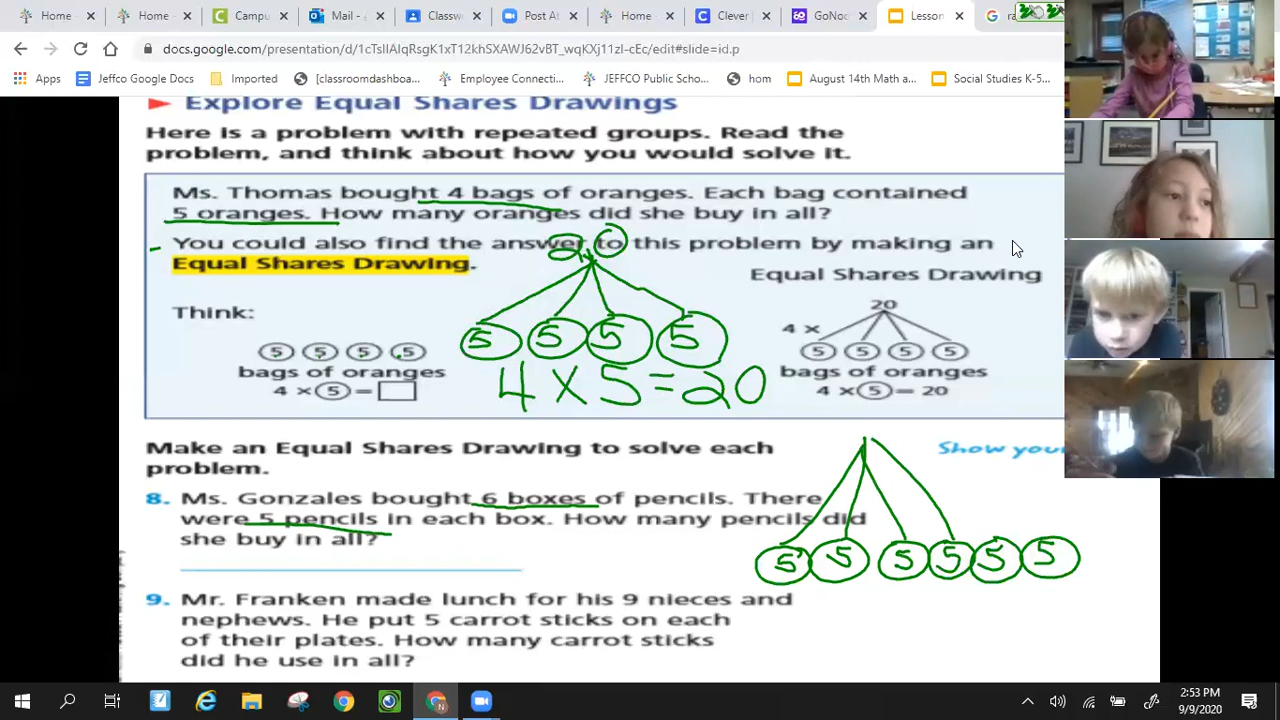 Home -
Home -
Campu
Mail -
Classw
Post At
Home -
Clever
GoNoo
Lesson
ra
docs.google.com/presentation/d/1cTslIAlqRsgK1xT12khSXAWJ62vBT_wqKXj11zI-cEc/edit#slide=id.p
Apps
Jeffco Google Docs
Imported
[classroomdashboa...
Employee Connecti...
JEFFCO Public Scho...
hom
August 14th Math a...
Social Studies K-5...
Explore Equal Shares Drawings
Here is a problem with repeated groups. Read the
problem, and think about how you would solve it.
Ms. Thomas bought 4 bags of oranges. Each bag contained
5 oranges. How many oranges did she buy in all?
You could also find the answer to this problem by making an
Equal Shares Drawing.
20
Equal Shares Drawing
Think:
20
4 x
5 5 5 5
5 5 5 5
5 5 5 5
bags of oranges
bags of oranges
4 × 5 =
4 X 5 = 20
4 × 5 = 20
Make an Equal Shares Drawing to solve each
problem.
Show your
8. Ms. Gonzales bought 6 boxes of pencils. There
were 5 pencils in each box. How many pencils did
she buy in all?
5 5 5 5 5 5
9. Mr. Franken made lunch for his 9 nieces and
nephews. He put 5 carrot sticks on each
of their plates. How many carrot sticks
did he use in all?
2:53 PM
9/9/2020